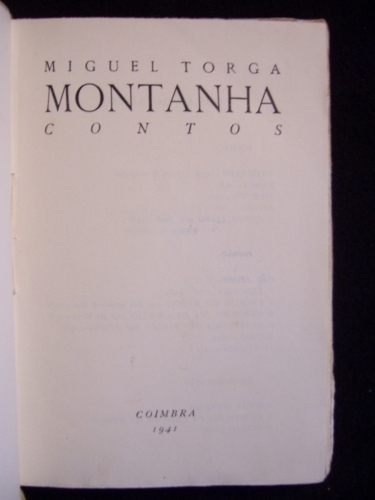 MIGUEL TORGA
MONTANHA
CONTOS
COIMBRA
1941